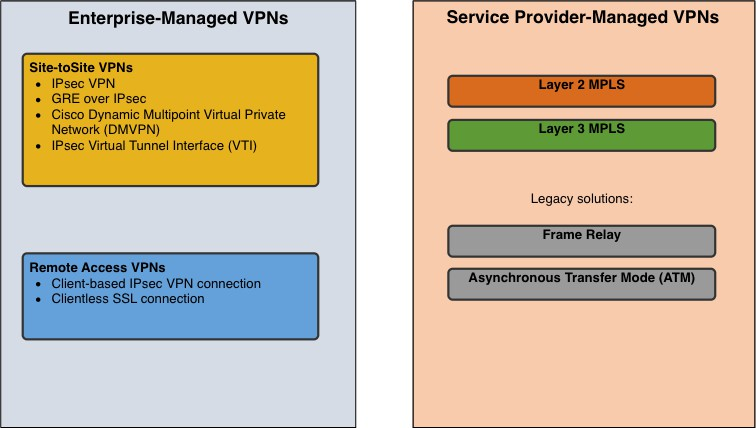 Enterprise-Managed VPNs
Site-toSite VPNs
• IPsec VPN
• GRE over IPsec
• Cisco Dynamic Multipoint Virtual Private
Network (DMVPN)
• IPsec Virtual Tunnel Interface (VTI)
Remote Access VPNs
• Client-based IPsec VPN connection
• Clientless SSL connection
Service Provider-Managed VPNs
Layer 2 MPLS
Layer 3 MPLS
Legacy solutions:
Frame Relay
Asynchronous Transfer Mode (ATM)